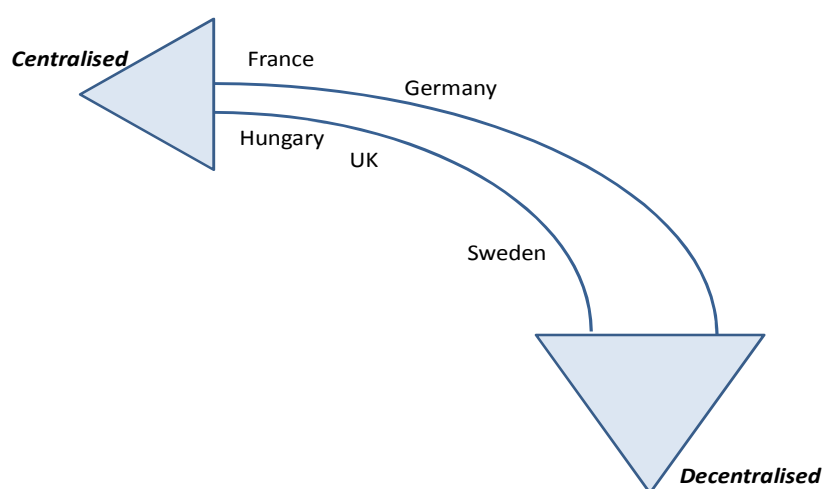 Centralised
France
Germany
Hungary
UK
Sweden
Decentralised